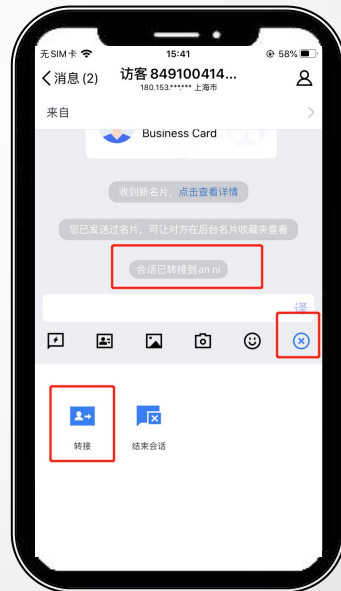 无SIM卡 15:41 58%
消息 (2) 访客 849100414...
180.153.***.*** 上海市
来自
Business Card
收到新名片，点击查看详情
您已发送过名片，可让对方在后台名片收藏夹查看
会话已转接到 an ni
译
转接 结束会话